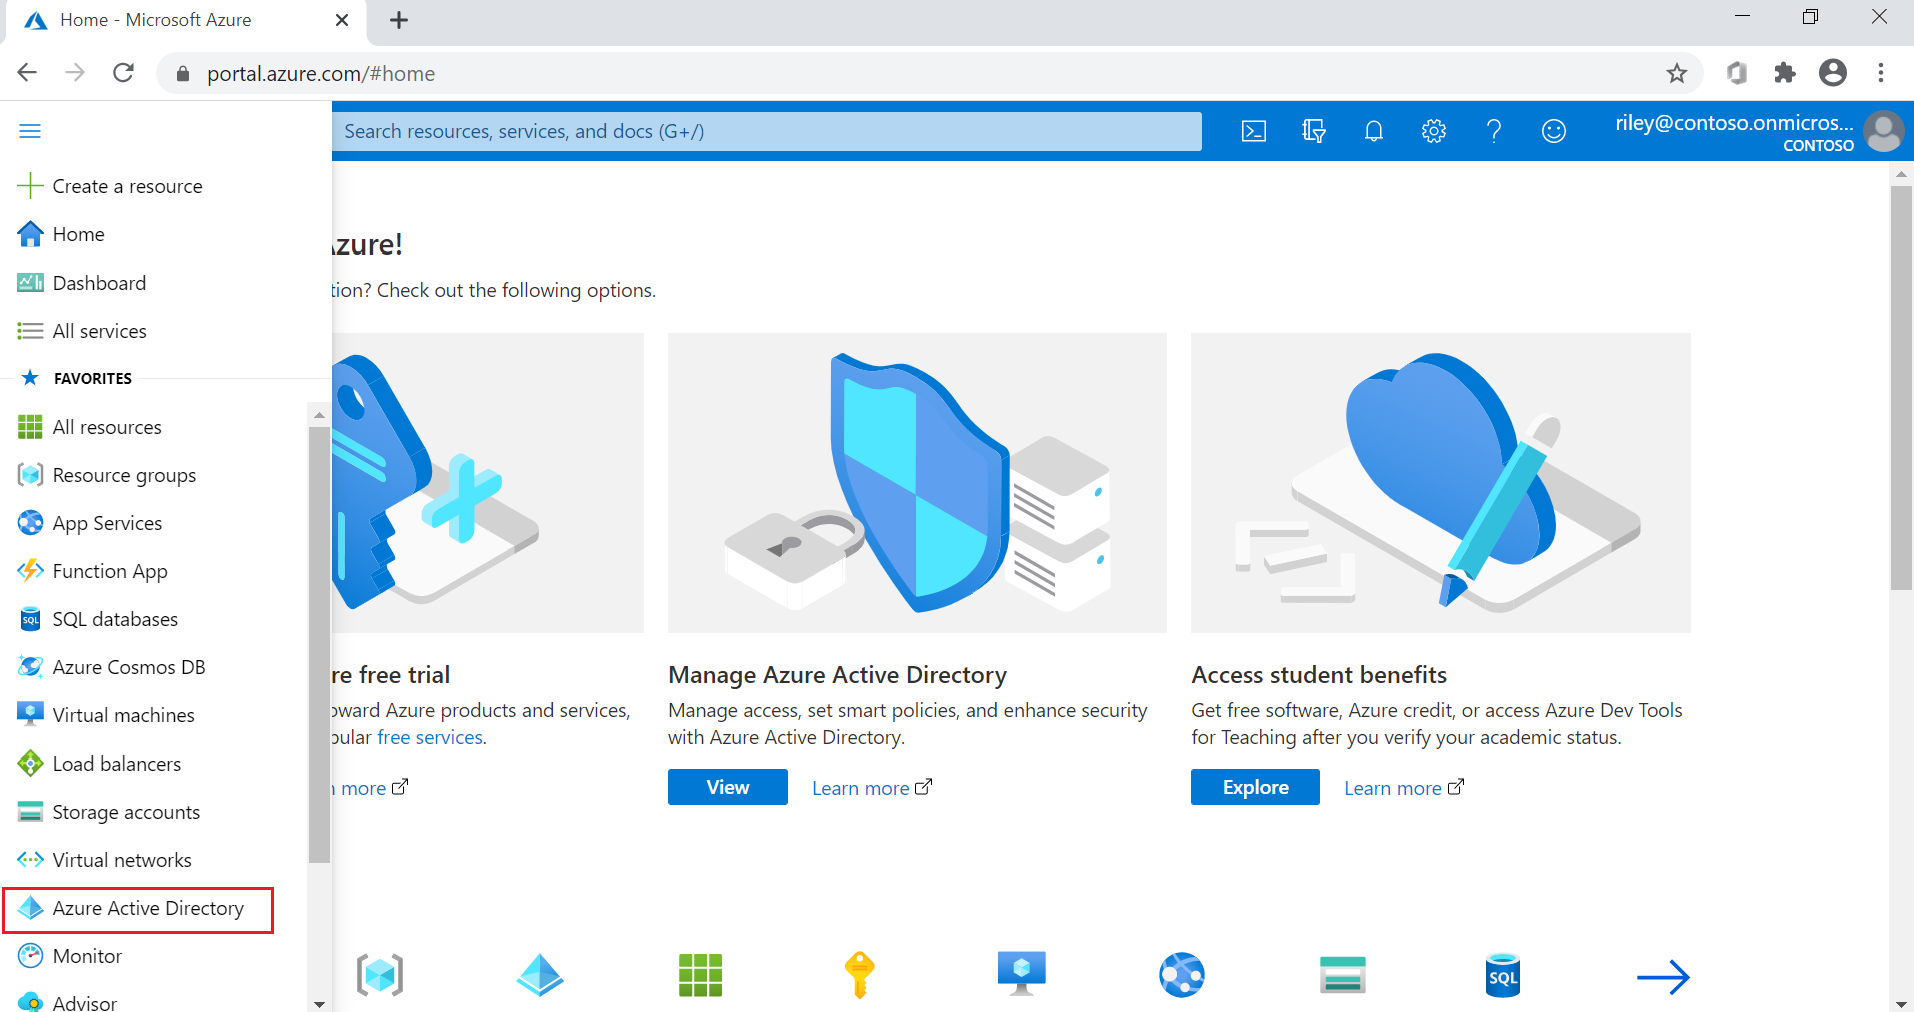 Home - Microsoft Azure
portal.azure.com/#home
Search resources, services, and docs (G+/)
riley@contoso.onmicros...
CONTOSO
Create a resource
Home
Dashboard
All services
FAVORITES
All resources
Resource groups
App Services
Function App
SQL
SQL databases
Azure Cosmos DB
Virtual machines
Load balancers
Storage accounts
Virtual networks
Azure Active Directory
Monitor
Advisor
Azure!
tion? Check out the following options.
re free trial
oward Azure products and services,
pular free services.
n more
Manage Azure Active Directory
Manage access, set smart policies, and enhance security
with Azure Active Directory.
View
Learn more
Access student benefits
Get free software, Azure credit, or access Azure Dev Tools
for Teaching after you verify your academic status.
Explore
Learn more
SQL